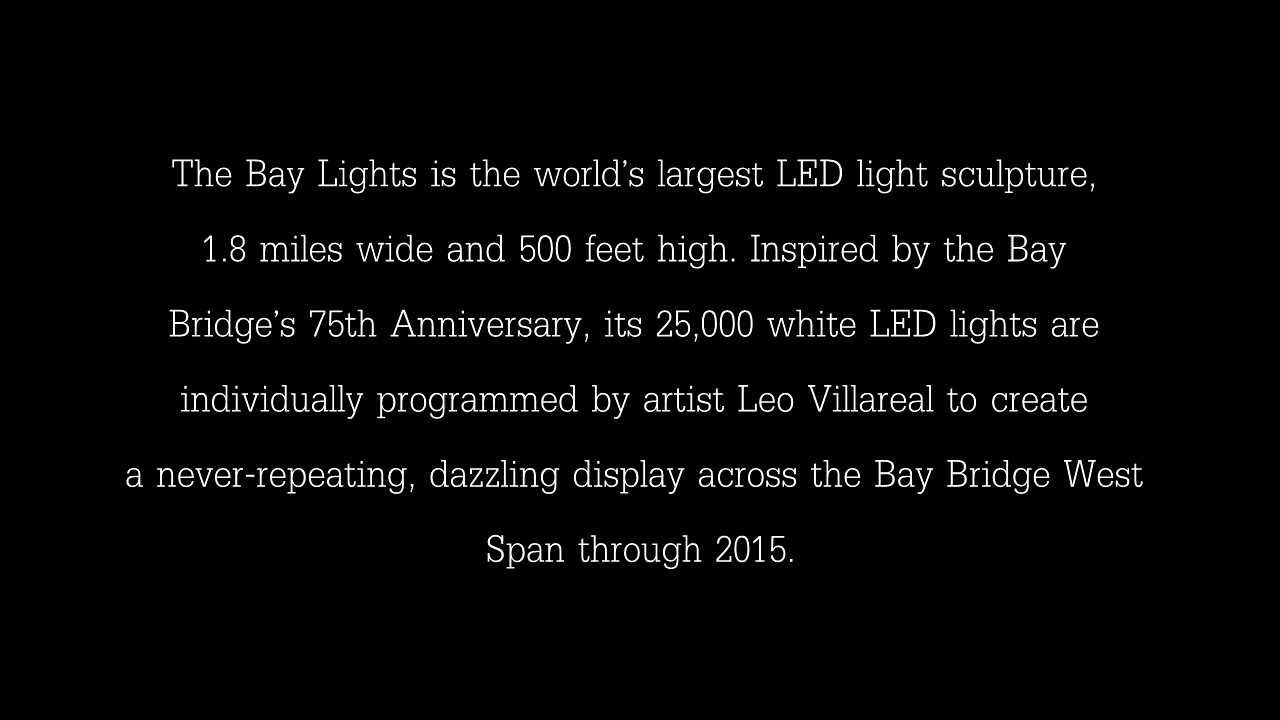 The Bay Lights is the world’s largest LED light sculpture,
1.8 miles wide and 500 feet high. Inspired by the Bay
Bridge’s 75th Anniversary, its 25,000 white LED lights are
individually programmed by artist Leo Villareal to create
a never-repeating, dazzling display across the Bay Bridge West
Span through 2015.